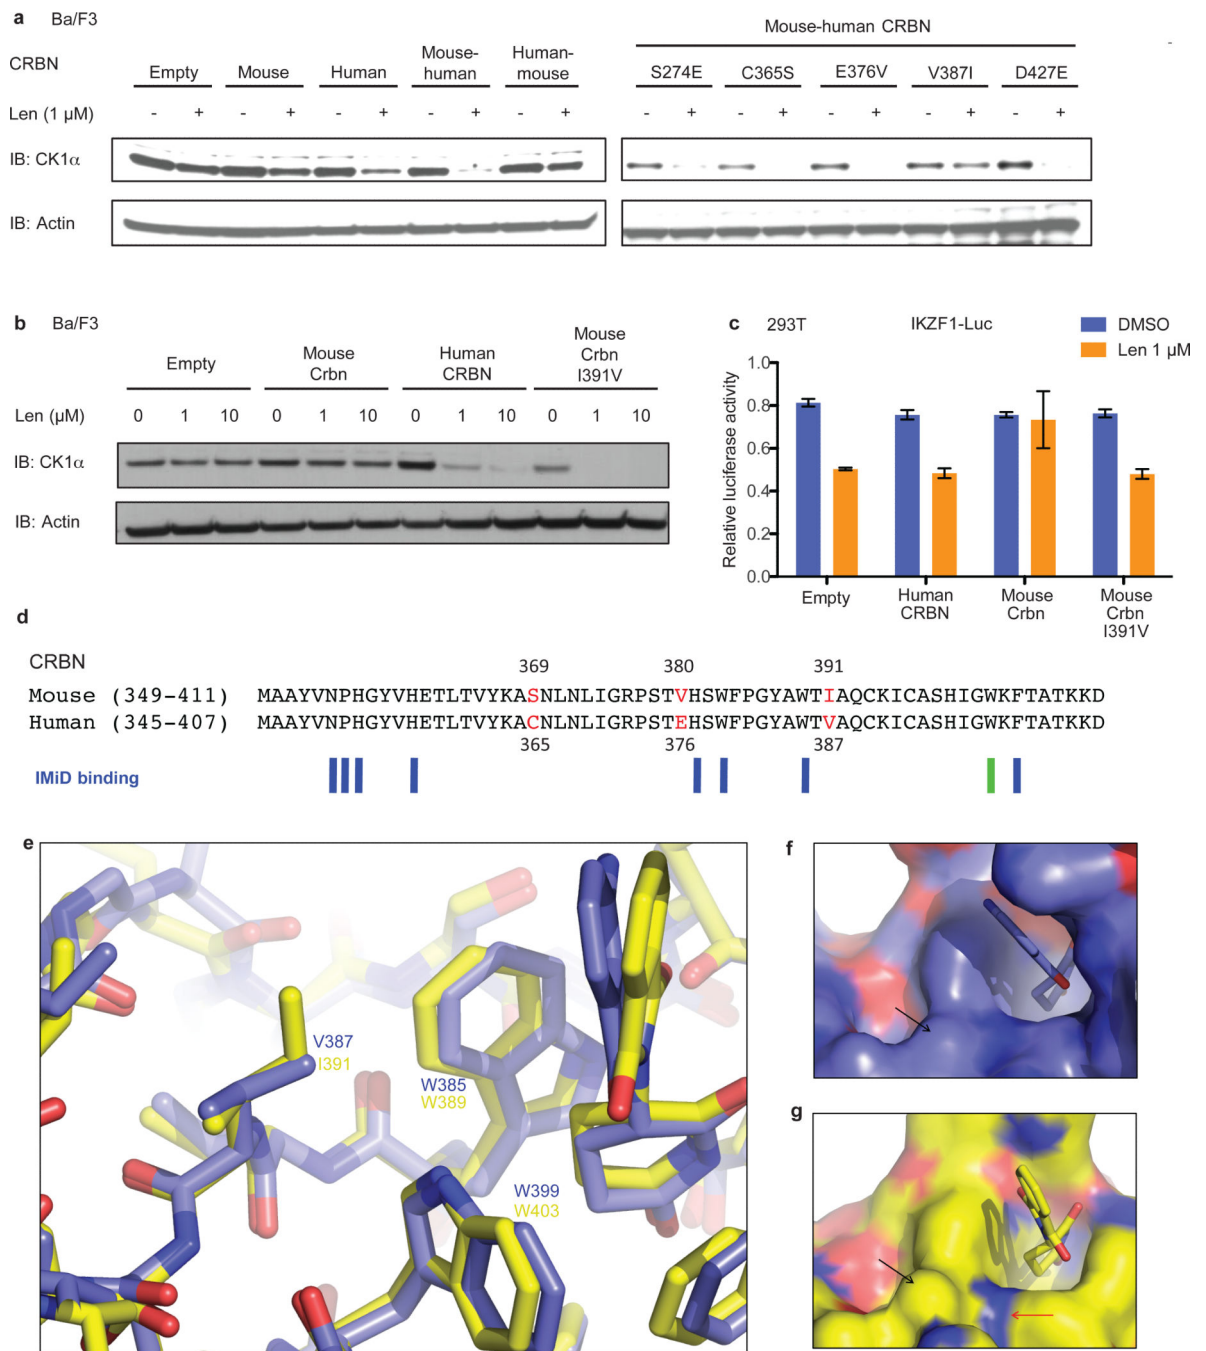 a Ba/F3
Mouse-human CRBN
CRBN
Empty Mouse Human Mouse-human Human-mouse
S274E C365S E376V V387I D427E
Len (1 μM) - + - + - + - + - + - + - + - + - + - +
IB: CK1α
IB: Actin
b Ba/F3
Empty Mouse Crbn Human CRBN Mouse Crbn I391V
Len (μM) 0 1 10 0 1 10 0 1 10 0 1 10
IB: CK1α
IB: Actin
c 293T IKZF1-Luc
DMSO
Len 1 μM
Relative luciferase activity
1.0
0.8
0.6
0.4
0.2
0.0
Empty Human CRBN Mouse Crbn Mouse Crbn I391V
d
CRBN 369 380 391
Mouse (349-411) MAAYVNPHGYVHETLTVYKASNLNLIGRPSTVHSWFPGYAWTIAQCKICASHIGWKFTATKKD
Human (345-407) MAAYVNPHGYVHETLTVYKACNLNLIGRPSTEHSWFPGYAWTVAQCKICASHIGWKFTATKKD
365 376 387
IMiD binding
e
V387
I391
W385
W389
W399
W403
f
g